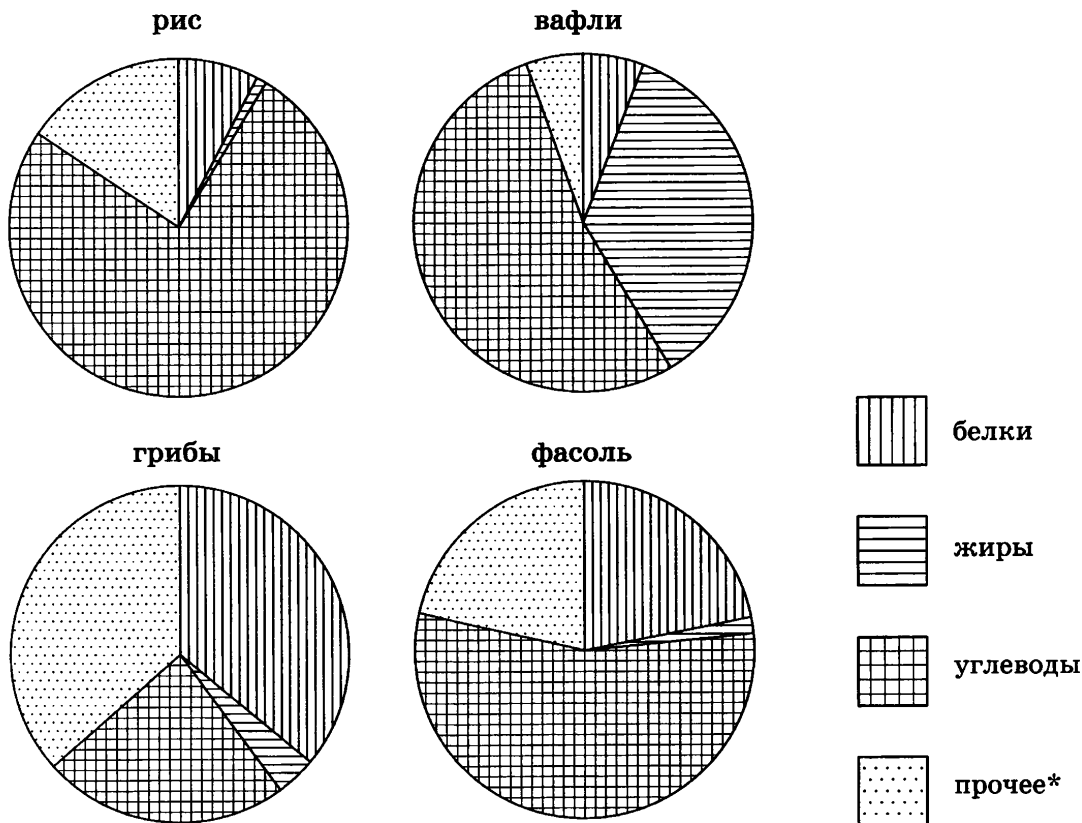 рис
вафли
грибы
фасоль
белки
жиры
углеводы
прочее*